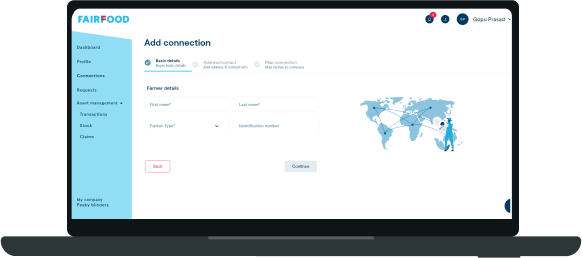 FAIRFOOD
GP
Gopu Prasad
Dashboard
Profile
Connections
Requests
Asset management
Transactions
Stock
Claims
My company
Peaky blinders
Add connection
Basic details
Enter basic details
Address/contact
Add address & contact info
Map connection
Map farmer to company
Farmer details
First name*
Last name*
Farmer Type*
Identification number
Back
Continue